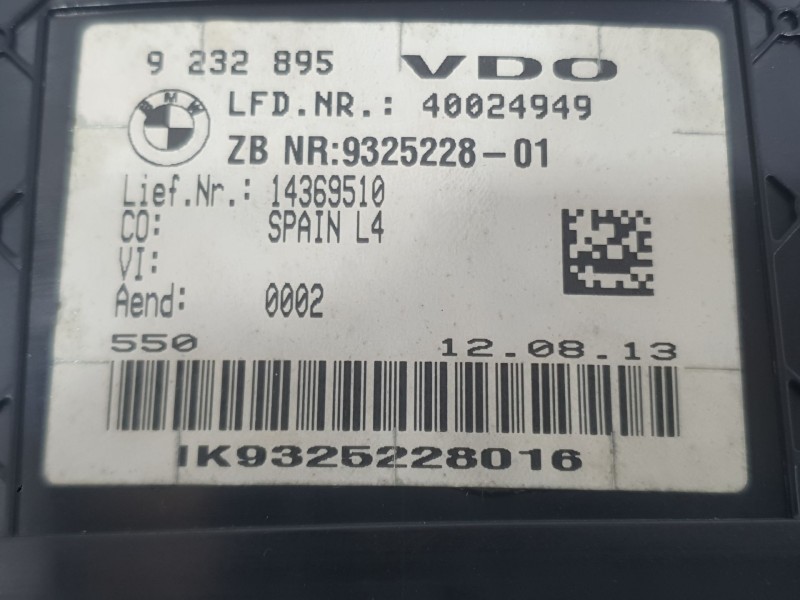 9 232 895 VDO
BMW
LFD.NR.: 40024949
ZB NR:9325228-01
Lief.Nr.: 14369510
CO: SPAIN L4
VI:
Aend: 0002
550 12.08.13
IK9325228016